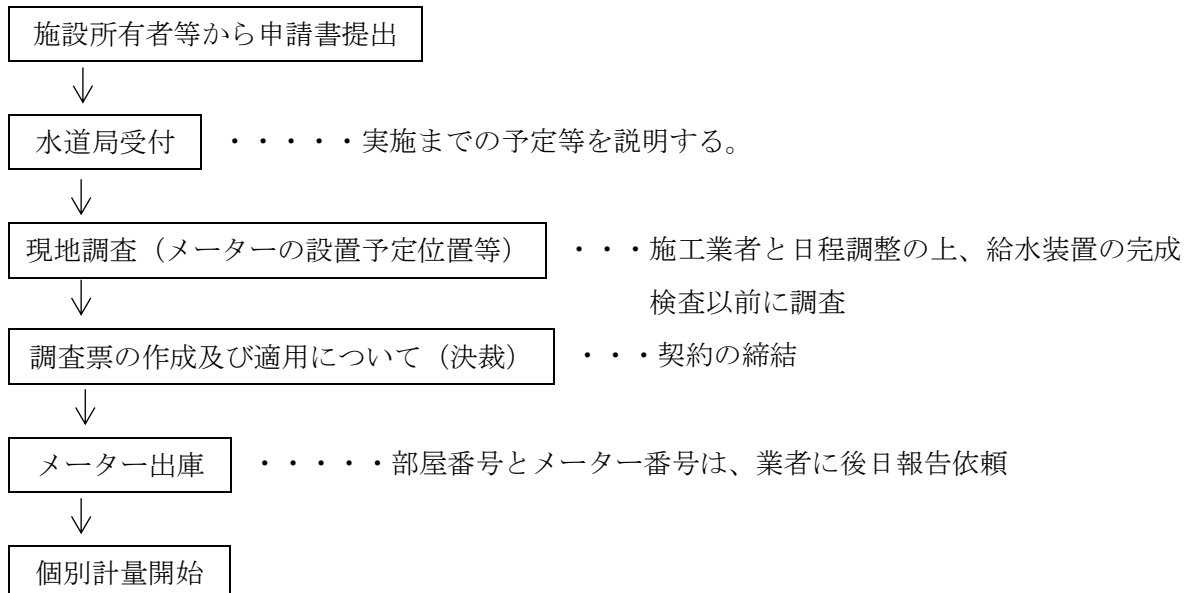 施設所有者等から申請書提出
↓
水道局受付 ・・・・・実施までの予定等を説明する。
↓
現地調査（メーターの設置予定位置等） ・・・施工業者と日程調整の上、給水装置の完成
↓ 検査以前に調査
調査票の作成及び適用について（決裁） ・・・契約の締結
↓
メーター出庫 ・・・・・部屋番号とメーター番号は、業者に後日報告依頼
↓
個別計量開始